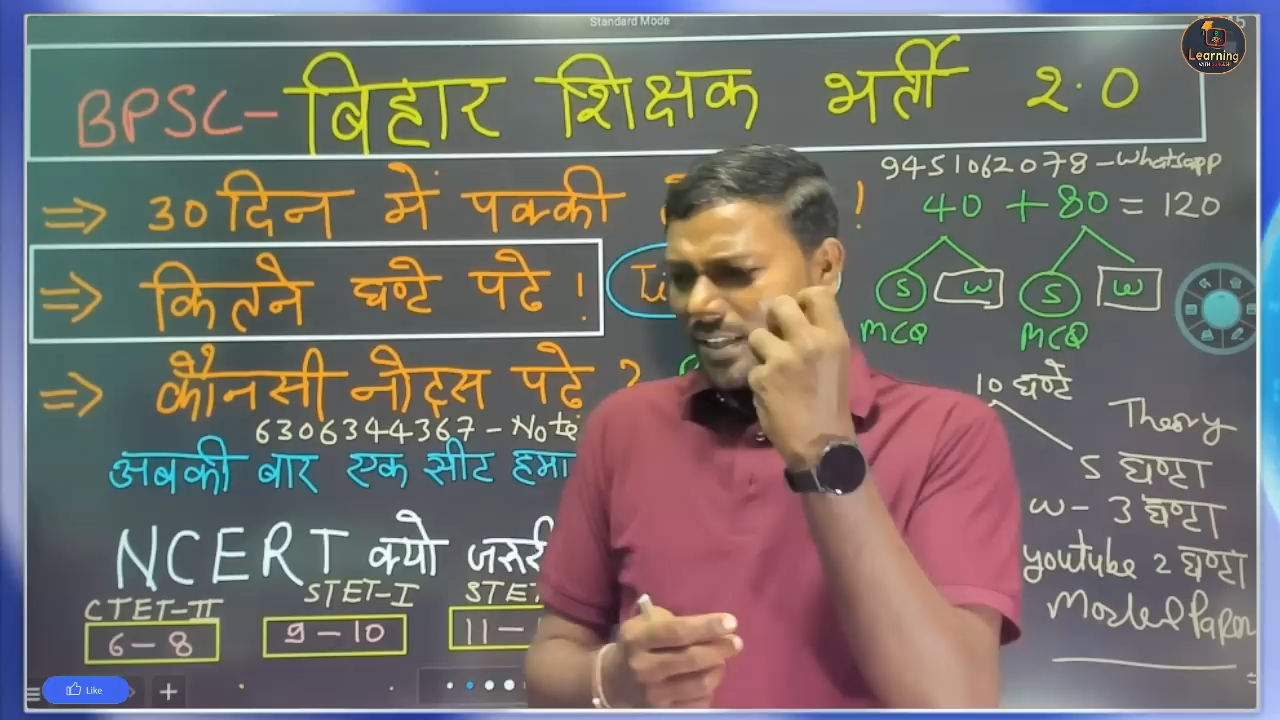 Standard Mode
Learning
BPSC- बिहार शिक्षक भर्ती 2.0
9451062078-Whatsapp
⇒ 30 दिन में पक्की !
40 + 80 = 120
S W S W
MCQ MCQ
⇒ कितने घण्टे पढे !
⇒ कौनसी नोट्स पढे ?
10 घण्टे
6306344367-Note
Theory
अबकी बार एक सीट हमा
5 घण्टा
W- 3 घण्टा
NCERT क्यो जरुरी
youtube 2 घण्टा
Model Paper
CTET-II STET-I STET
6-8 9-10 11-
Like